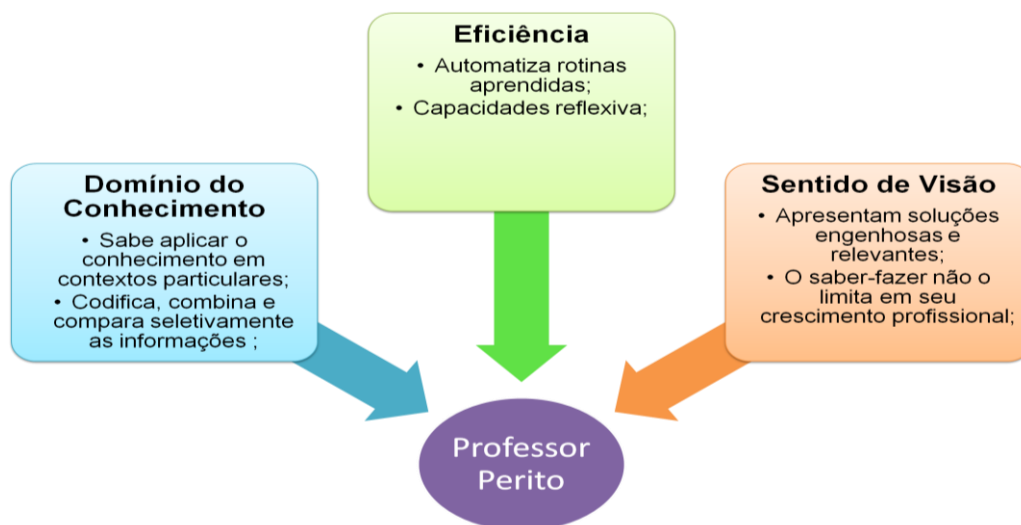 Eficiência
• Automatiza rotinas
aprendidas;
• Capacidades reflexiva;
Domínio do
Conhecimento
• Sabe aplicar o
conhecimento em
contextos particulares;
• Codifica, combina e
compara seletivamente
as informações ;
Sentido de Visão
• Apresentam soluções
engenhosas e
relevantes;
• O saber-fazer não o
limita em seu
crescimento profissional;
Professor
Perito